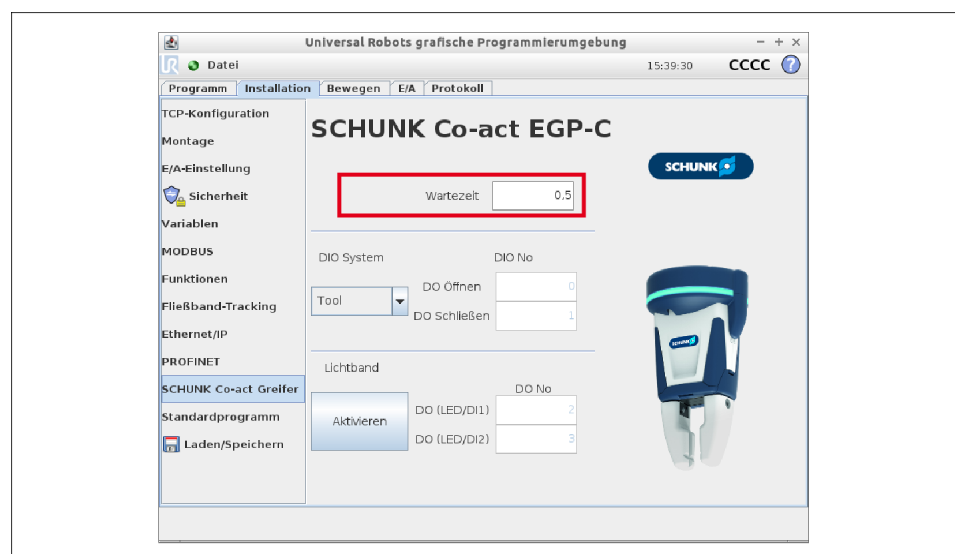 Universal Robots grafische Programmierumgebung
Datei
15:39:30
CCCC
?
Programm Installation Bewegen E/A Protokoll
TCP-Konfiguration
Montage
E/A-Einstellung
Sicherheit
Variablen
MODBUS
Funktionen
Fließband-Tracking
Ethernet/IP
PROFINET
SCHUNK Co-act Greifer
Standardprogramm
Laden/Speichern
SCHUNK Co-act EGP-C
SCHUNK
Wartezeit 0,5
DIO System DIO No
Tool
DO Öffnen 0
DO Schließen 1
Lichtband
DO No
Aktivieren
DO (LED/DI1) 2
DO (LED/DI2) 3
SCHUNK